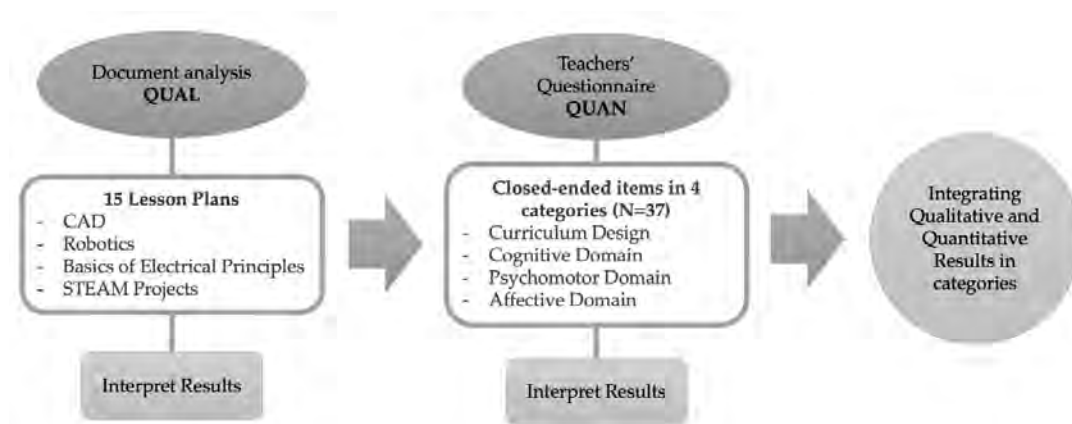 Document analysis
QUAL
15 Lesson Plans
- CAD
- Robotics
- Basics of Electrical Principles
- STEAM Projects
Interpret Results
Teachers'
Questionnaire
QUAN
Closed-ended items in 4
categories (N=37)
- Curriculum Design
- Cognitive Domain
- Psychomotor Domain
- Affective Domain
Interpret Results
Integrating
Qualitative and
Quantitative
Results in
categories